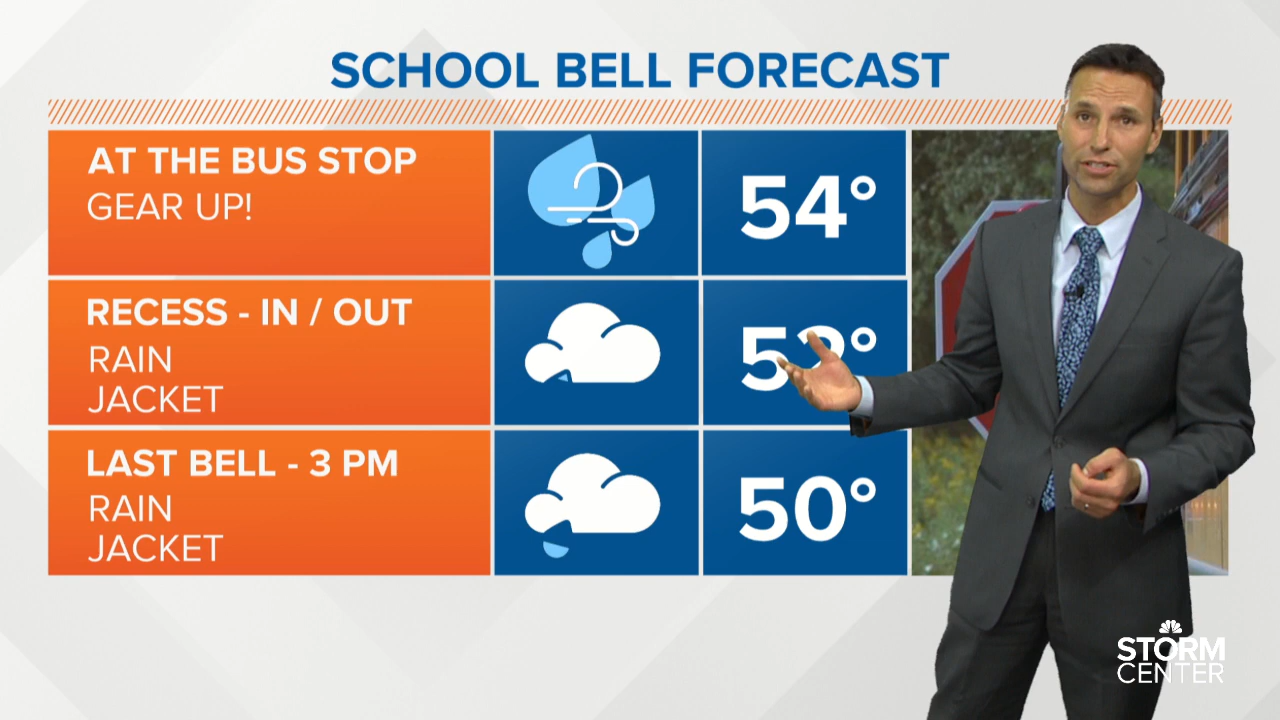 SCHOOL BELL FORECAST
AT THE BUS STOP
GEAR UP!
54°
RECESS - IN / OUT
RAIN
JACKET
LAST BELL - 3 PM
RAIN
JACKET
50°
STORM
CENTER